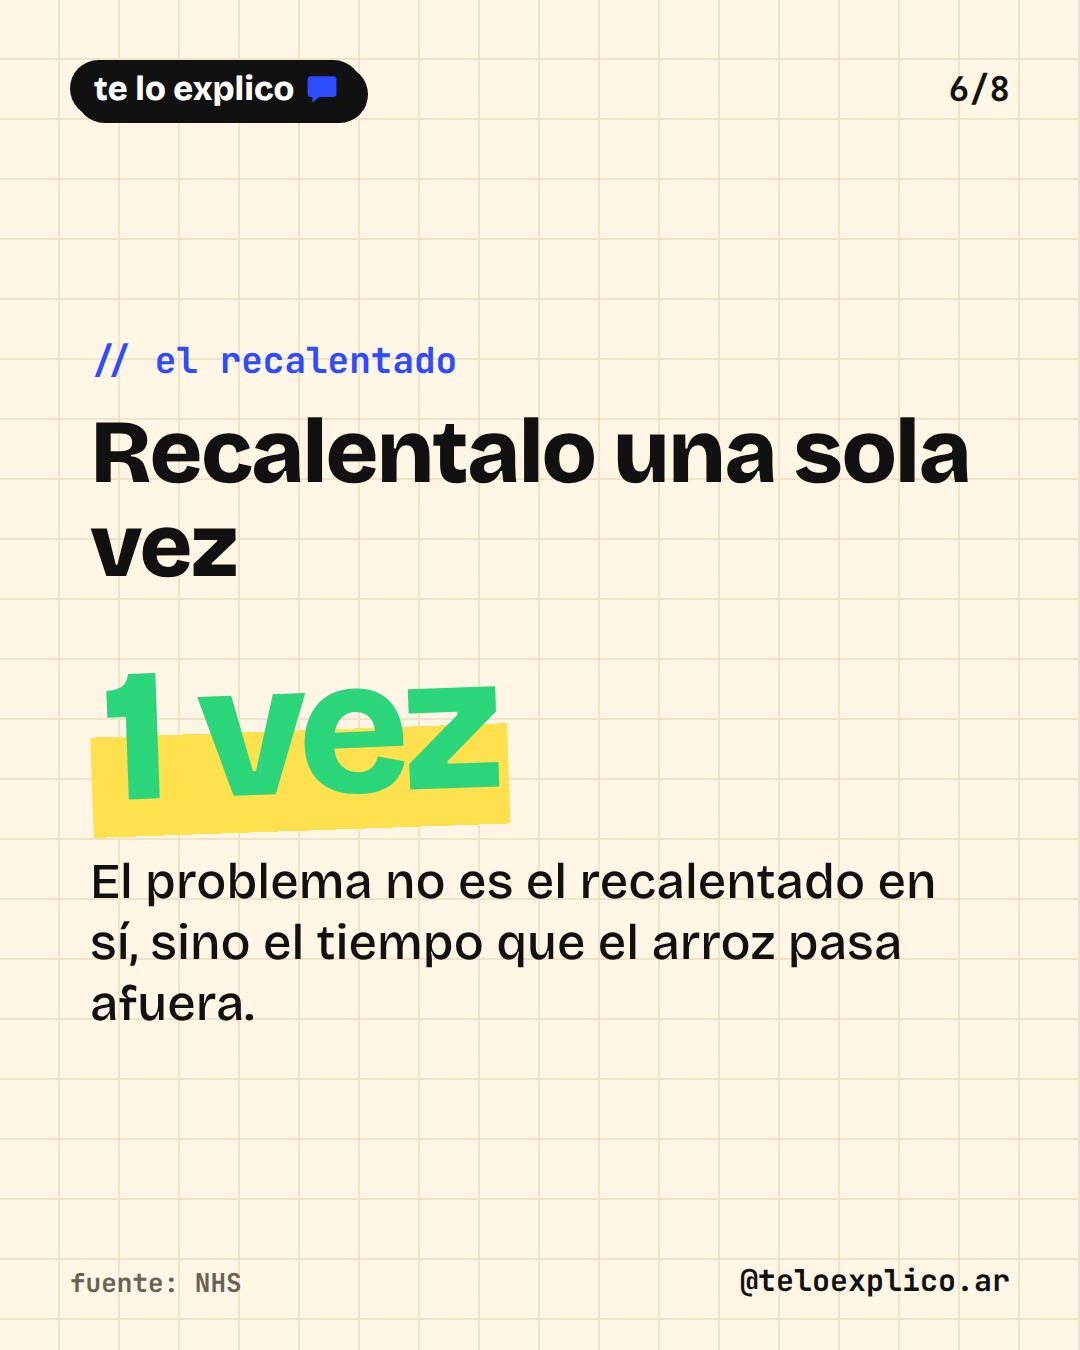 te lo explico
6/8
// el recalentado
Recalentalo una sola
vez
1 vez
El problema no es el recalentado en
sí, sino el tiempo que el arroz pasa
afuera.
fuente: NHS
@teloexplico.ar